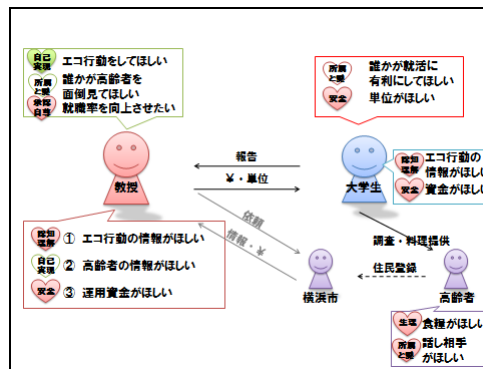 自己
実現
エコ行動をしてほしい
所属
と愛
誰かが高齢者を
面倒見てほしい
承認
自尊
就職率を向上させたい
所属
と愛
誰かが就活に
有利にしてほしい
安全
単位がほしい
教授
報告
¥・単位
大学生
認知
理解
エコ行動の
情報がほしい
安全
資金がほしい
認知
理解
① エコ行動の情報がほしい
自己
実現
② 高齢者の情報がほしい
安全
③ 運用資金がほしい
依頼
情報・¥
横浜市
調査・料理提供
住民登録
高齢者
生理
食糧がほしい
所属
と愛
話し相手
がほしい